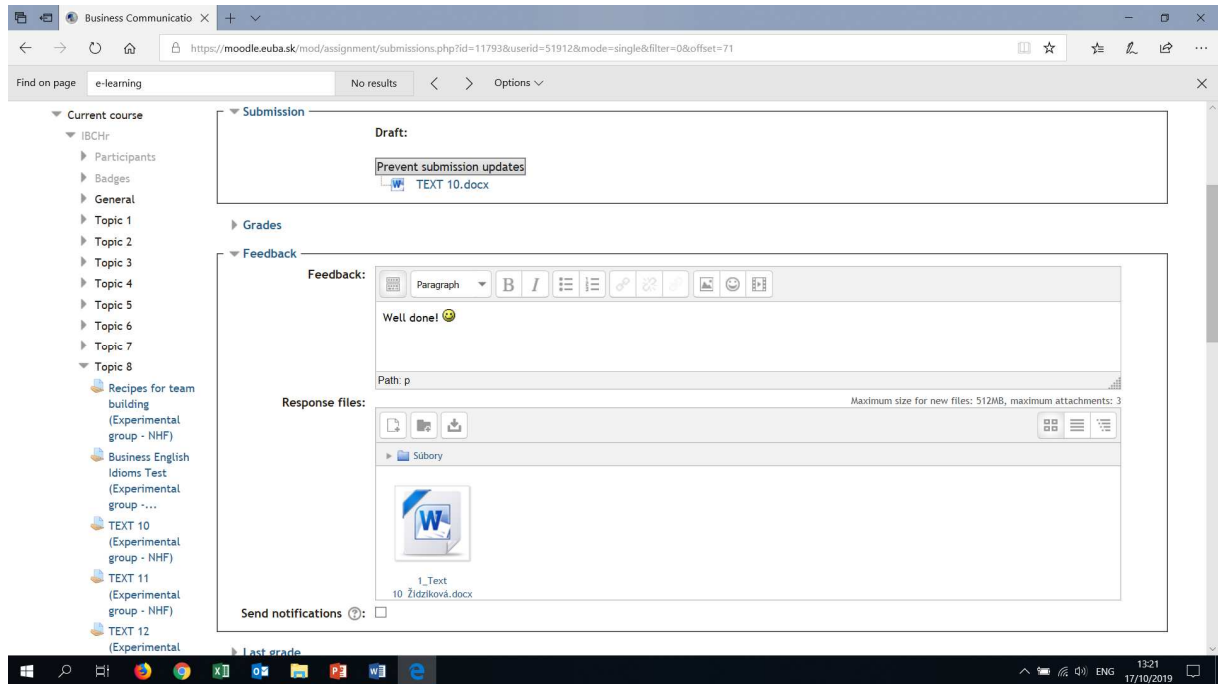 Business Communicatio
https://moodle.euba.sk/mod/assignment/submissions.php?id=11793&userid=51912&mode=single&filter=0&offset=71
Find on page e-learning No results Options
Current course
IBCHr
Participants
Badges
General
Topic 1
Topic 2
Topic 3
Topic 4
Topic 5
Topic 6
Topic 7
Topic 8
Recipes for team
building
(Experimental
group - NHF)
Business English
Idioms Test
(Experimental
group -...
TEXT 10
(Experimental
group - NHF)
TEXT 11
(Experimental
group - NHF)
TEXT 12
(Experimental
Submission
Draft:
Prevent submission updates
TEXT 10.docx
Grades
Feedback
Feedback:
Paragraph B I
Well done!
Path: p
Response files:
Maximum size for new files: 512MB, maximum attachments: 3
Súbory
1_Text
10_Židziková.docx
Send notifications ?:
Last grade
ENG
13:21
17/10/2019